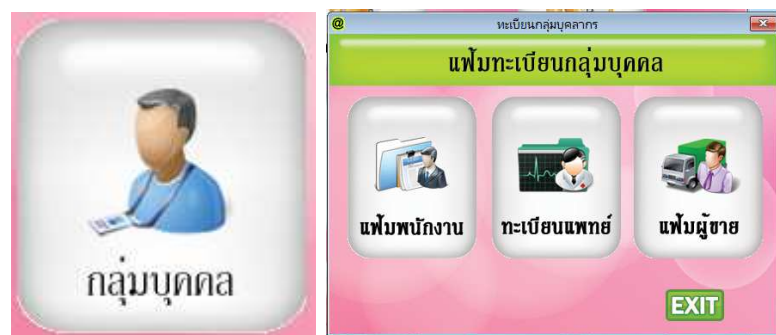 กลุ่มบุคคล
@ ทะเบียนกลุ่มบุคลากร
แฟ้มทะเบียนกลุ่มบุคคล
แฟ้มพนักงาน
ทะเบียนแพทย์
แฟ้มผู้ขาย
EXIT